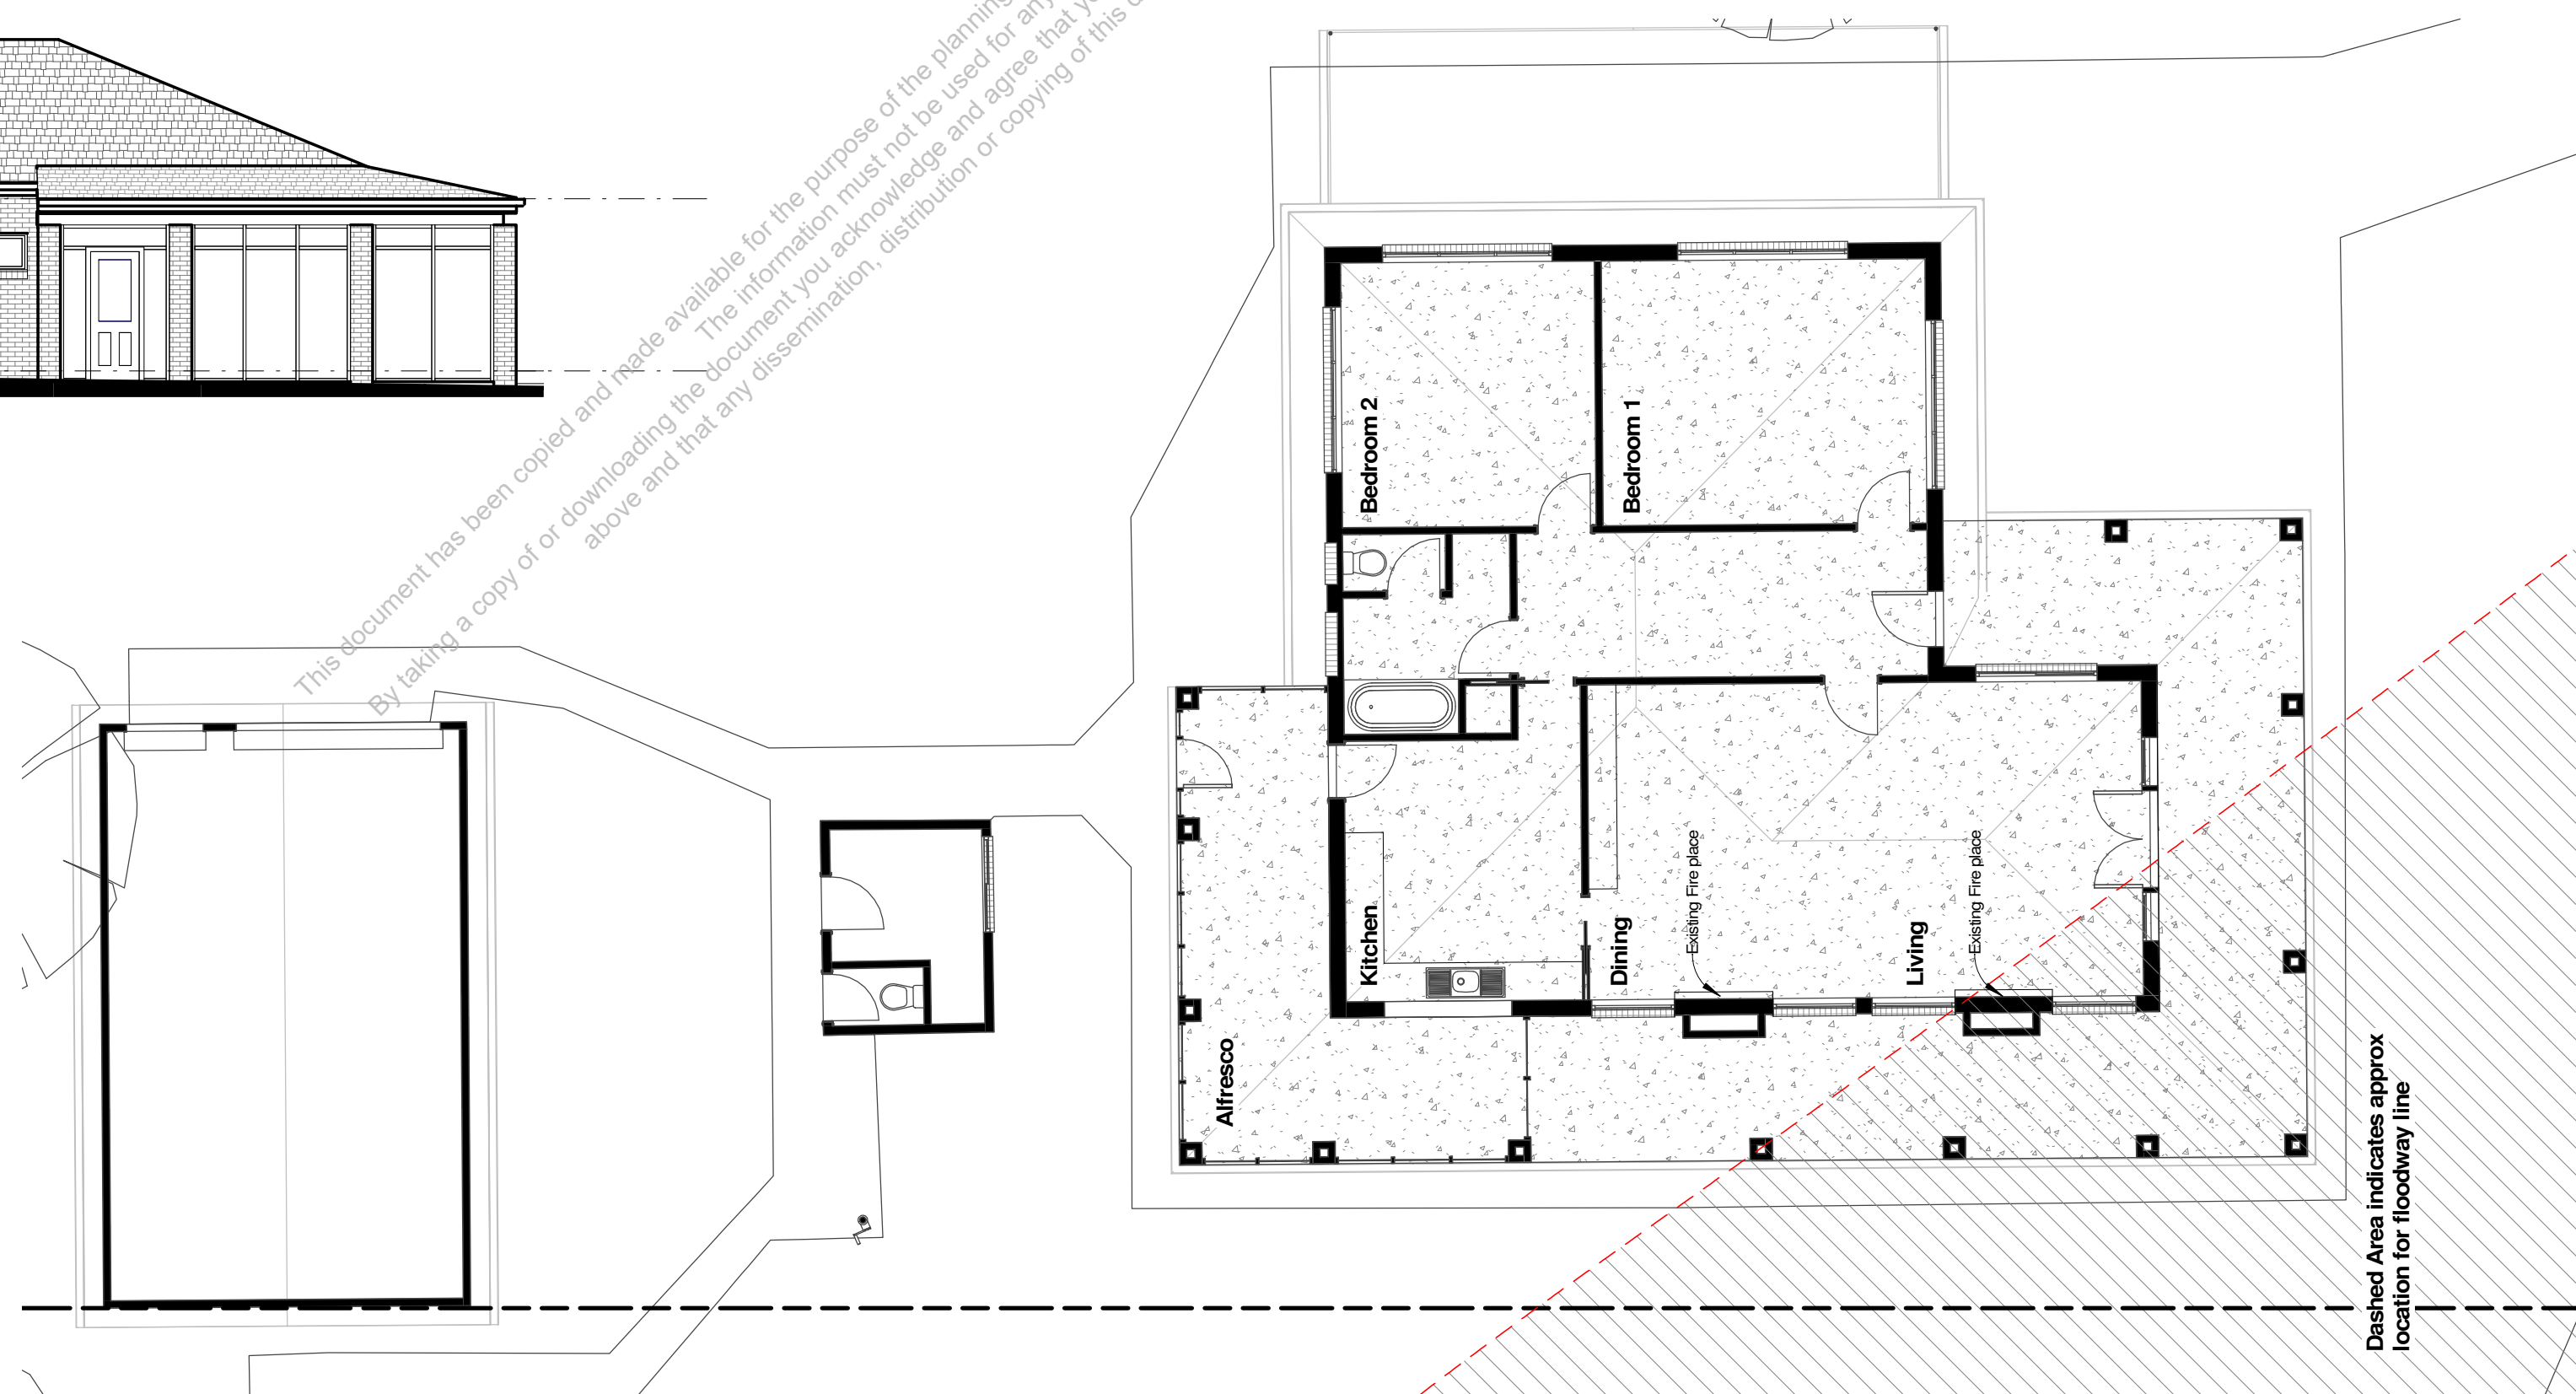 This document has been copied and made available for the purpose of the planning
The information must not be used for any
By taking a copy of or downloading the document you acknowledge and agree that
above and that any dissemination, distribution or copying of this
Bedroom 2
Bedroom 1
Kitchen
Dining
Existing Fire place
Living
Existing Fire place
Alfresco
Dashed Area indicates approx
location for floodway line